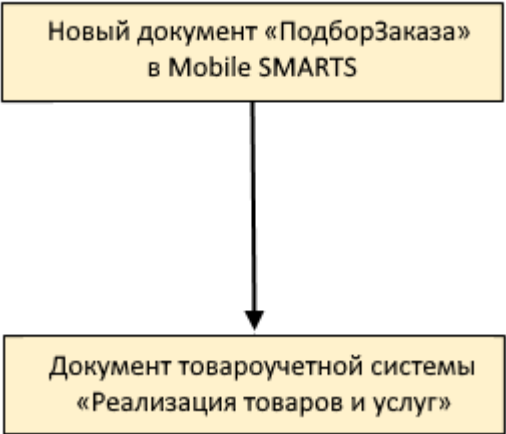 Новый документ «ПодборЗаказа»
в Mobile SMARTS
Документ товароучетной системы
«Реализация товаров и услуг»